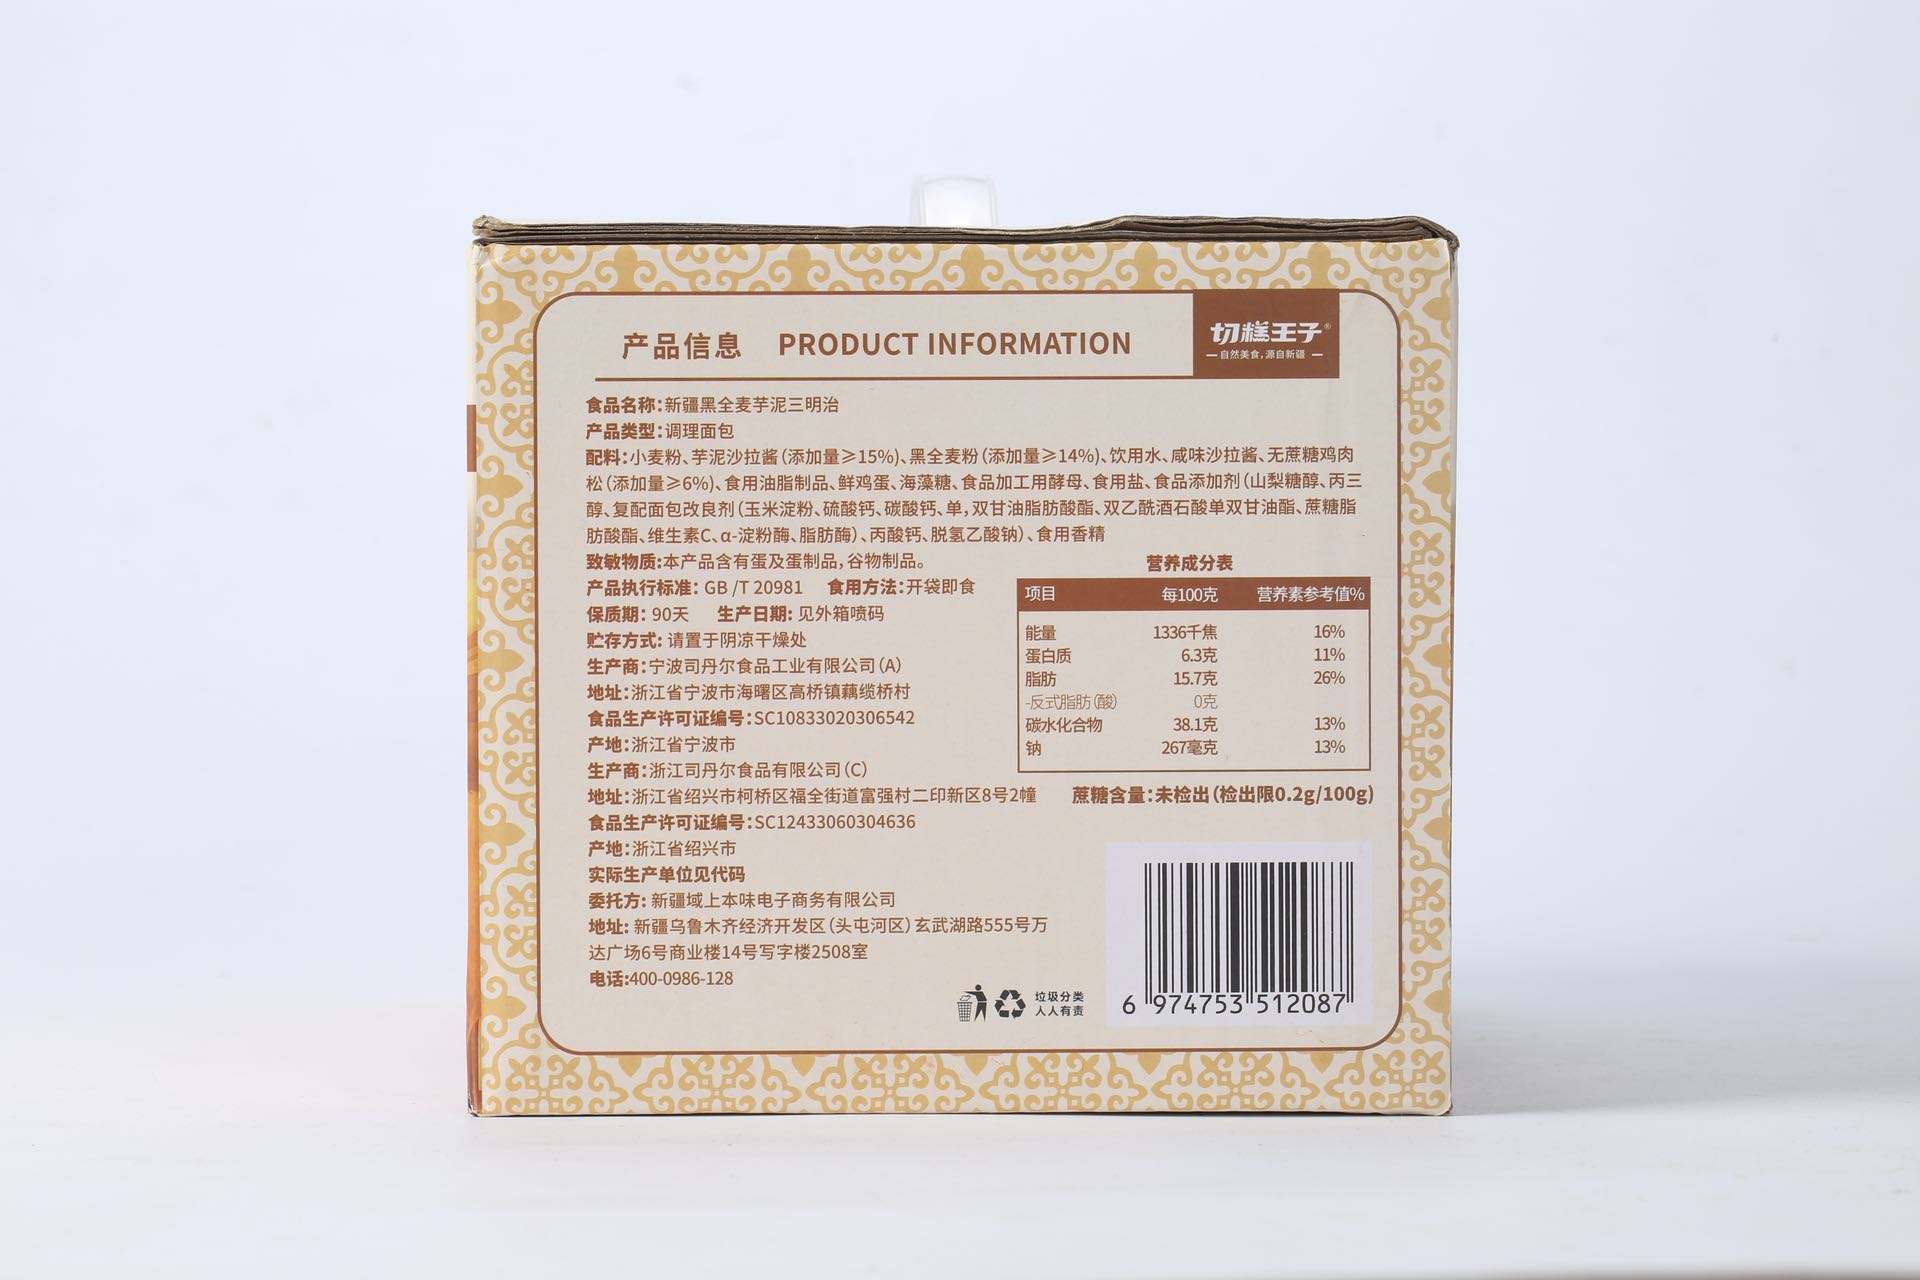 产品信息 PRODUCT INFORMATION
切糕王子®
自然美食,源自新疆
食品名称:新疆黑全麦芋泥三明治
产品类型:调理面包
配料:小麦粉、芋泥沙拉酱(添加量≥15%)、黑全麦粉(添加量≥14%)、饮用水、咸味沙拉酱、无蔗糖鸡肉
松(添加量≥6%)、食用油脂制品、鲜鸡蛋、海藻糖、食品加工用酵母、食用盐、食品添加剂(山梨糖醇、丙三
醇、复配面包改良剂(玉米淀粉、硫酸钙、碳酸钙、单,双甘油脂肪酸酯、双乙酰酒石酸单双甘油酯、蔗糖脂
肪酸酯、维生素C、α-淀粉酶、脂肪酶)、丙酸钙、脱氢乙酸钠)、食用香精
致敏物质:本产品含有蛋及蛋制品,谷物制品。
产品执行标准: GB /T 20981 食用方法:开袋即食
保质期: 90天 生产日期: 见外箱喷码
贮存方式: 请置于阴凉干燥处
生产商:宁波司丹尔食品工业有限公司(A)
地址:浙江省宁波市海曙区高桥镇藕缆桥村
食品生产许可证编号:SC10833020306542
产地:浙江省宁波市
生产商:浙江司丹尔食品有限公司(C)
地址:浙江省绍兴市柯桥区福全街道富强村二印新区8号2幢
食品生产许可证编号:SC12433060304636
产地:浙江省绍兴市
实际生产单位见代码
委托方: 新疆域上本味电子商务有限公司
地址: 新疆乌鲁木齐经济开发区(头屯河区)玄武湖路555号万
达广场6号商业楼14号写字楼2508室
电话:400-0986-128
营养成分表
项目 每100克 营养素参考值%
能量 1336千焦 16%
蛋白质 6.3克 11%
脂肪 15.7克 26%
-反式脂肪(酸) 0克
碳水化合物 38.1克 13%
钠 267毫克 13%
蔗糖含量:未检出(检出限0.2g/100g)
垃圾分类
人人有责
6 974753 512087